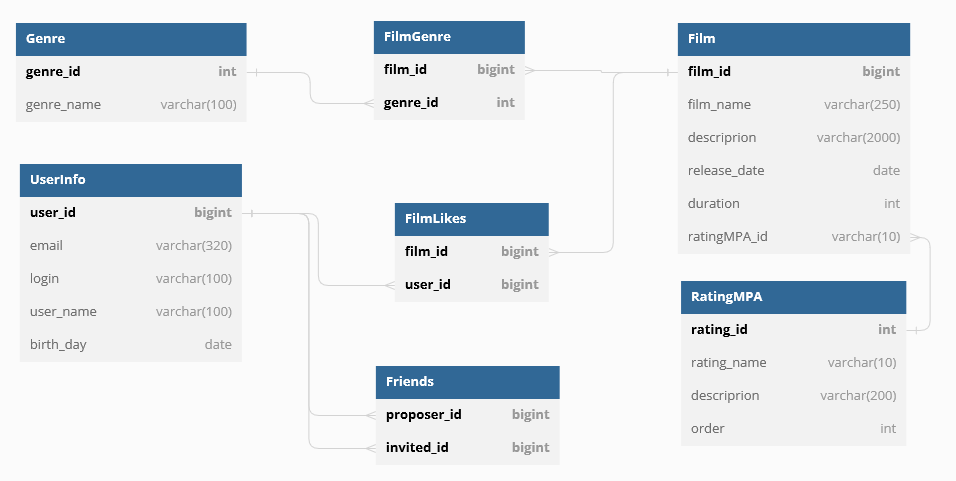 Genre
genre_id int
genre_name varchar(100)
FilmGenre
film_id bigint
genre_id int
Film
film_id bigint
film_name varchar(250)
descriprion varchar(2000)
release_date date
duration int
ratingMPA_id varchar(10)
UserInfo
user_id bigint
email varchar(320)
login varchar(100)
user_name varchar(100)
birth_day date
FilmLikes
film_id bigint
user_id bigint
RatingMPA
rating_id int
rating_name varchar(10)
descriprion varchar(200)
order int
Friends
proposer_id bigint
invited_id bigint